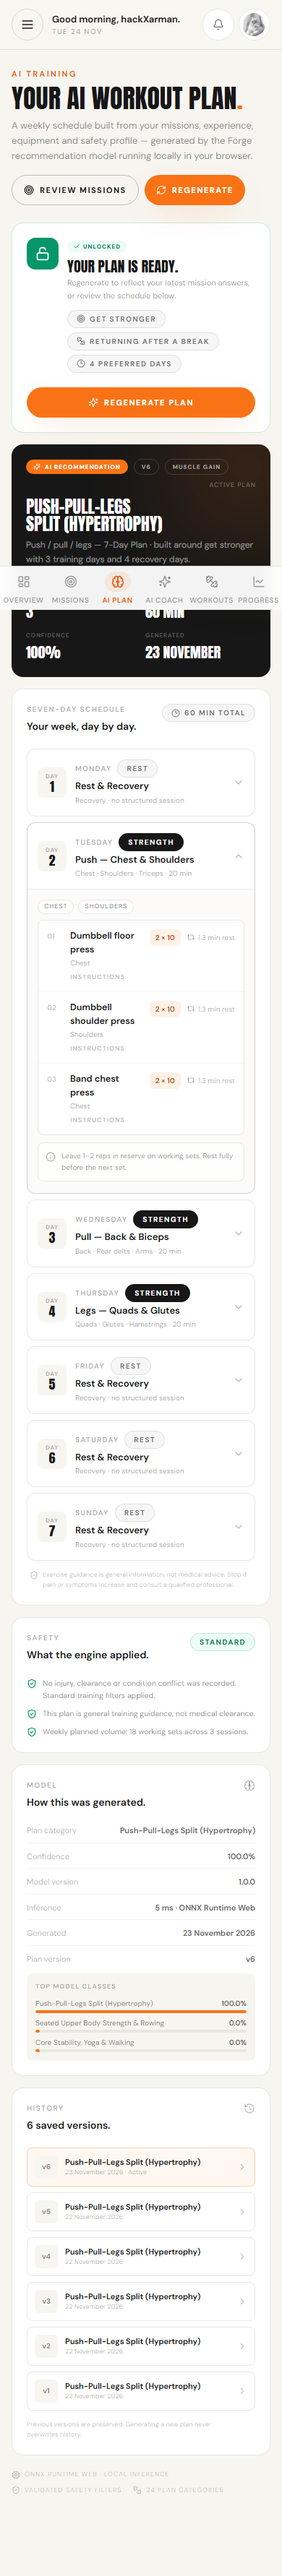 Good morning, hackXarman.
TUE 24 NOV
AI TRAINING
YOUR AI WORKOUT PLAN.
A weekly schedule built from your missions, experience,
equipment and safety profile — generated by the Forge
recommendation model running locally in your browser.
REVIEW MISSIONS
REGENERATE
UNLOCKED
YOUR PLAN IS READY.
Regenerate to reflect your latest mission answers,
or review the schedule below.
GET STRONGER
RETURNING AFTER A BREAK
4 PREFERRED DAYS
REGENERATE PLAN
AI RECOMMENDATION
V6
MUSCLE GAIN
ACTIVE PLAN
PUSH-PULL-LEGS
SPLIT (HYPERTROPHY)
Push / pull / legs — 7-Day Plan · built around get stronger
with 3 training days and 4 recovery days.
OVERVIEW
MISSIONS
AI PLAN
ACTIVITY
WORKOUTS
PROGRESS
3
60 MIN
CONFIDENCE
GENERATED
100%
23 NOVEMBER
SEVEN-DAY SCHEDULE
60 MIN TOTAL
Your week, day by day.
DAY
1
MONDAY REST
Rest & Recovery
Recovery · no structured session
DAY
2
TUESDAY STRENGTH
Push — Chest & Shoulders
Chest · Shoulders · Triceps · 20 min
CHEST SHOULDERS
01 Dumbbell floor 2 × 10 1.3 min rest
press
Chest
INSTRUCTIONS
02 Dumbbell 2 × 10 1.3 min rest
shoulder press
Shoulders
INSTRUCTIONS
03 Band chest 2 × 10 1.3 min rest
press
Chest
INSTRUCTIONS
Leave 1–2 reps in reserve on working sets. Rest fully
before the next set.
DAY
3
WEDNESDAY STRENGTH
Pull — Back & Biceps
Back · Rear delts · Arms · 20 min
DAY
4
THURSDAY STRENGTH
Legs — Quads & Glutes
Quads · Glutes · Hamstrings · 20 min
DAY
5
FRIDAY REST
Rest & Recovery
Recovery · no structured session
DAY
6
SATURDAY REST
Rest & Recovery
Recovery · no structured session
DAY
7
SUNDAY REST
Rest & Recovery
Recovery · no structured session
Exercise guidance is general information, not medical advice. Stop if
pain or symptoms increase and consult a qualified professional.
SAFETY
STANDARD
What the engine applied.
No injury, clearance or condition conflict was recorded.
Standard training filters applied.
This plan is general training guidance, not medical clearance.
Weekly planned volume: 18 working sets across 3 sessions.
MODEL
How this was generated.
Plan category Push-Pull-Legs Split (Hypertrophy)
Confidence 100.0%
Model version 1.0.0
Inference 5 ms · ONNX Runtime Web
Generated 23 November 2026
Plan version v6
TOP MODEL CLASSES
Push-Pull-Legs Split (Hypertrophy) 100.0%
Seated Upper Body Strength & Rowing 0.0%
Core Stability, Yoga & Walking 0.0%
HISTORY
6 saved versions.
v6 Push-Pull-Legs Split (Hypertrophy)
23 November 2026 · Active
v5 Push-Pull-Legs Split (Hypertrophy)
22 November 2026
v4 Push-Pull-Legs Split (Hypertrophy)
22 November 2026
v3 Push-Pull-Legs Split (Hypertrophy)
22 November 2026
v2 Push-Pull-Legs Split (Hypertrophy)
22 November 2026
v1 Push-Pull-Legs Split (Hypertrophy)
22 November 2026
Previous versions are preserved. Generating a new plan never
overwrites history.
ONNX RUNTIME WEB · LOCAL INFERENCE
VALIDATED SAFETY FILTERS 24 PLAN CATEGORIES